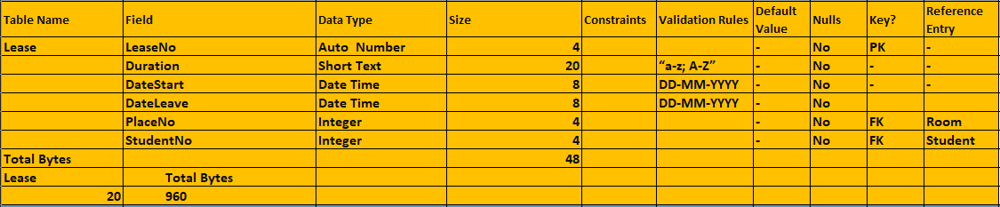 Table Name Field Data Type Size Constraints Validation Rules Default Value Nulls Key? Reference Entry
Lease LeaseNo Auto Number 4 - No PK -
Duration Short Text 20 “a-z; A-Z” - No - -
DateStart Date Time 8 DD-MM-YYYY - No - -
DateLeave Date Time 8 DD-MM-YYYY - No
PlaceNo Integer 4 - No FK Room
StudentNo Integer 4 - No FK Student
Total Bytes 48
Lease Total Bytes
20 960